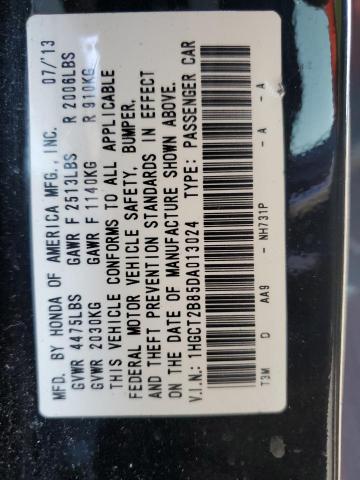 MFD. BY HONDA OF AMERICA MFG., INC. 07/13
GVWR 4475LBS GAWR F 2513LBS R 2006LBS
GVWR 2030KG GAWR F 1140KG R 910KG
THIS VEHICLE CONFORMS TO ALL APPLICABLE
FEDERAL MOTOR VEHICLE SAFETY, BUMPER,
AND THEFT PREVENTION STANDARDS IN EFFECT
ON THE DATE OF MANUFACTURE SHOWN ABOVE.
V.I.N.: 1HGCT2B85DA013024 TYPE: PASSENGER CAR
T3M D AA9 - NH731P - A - A